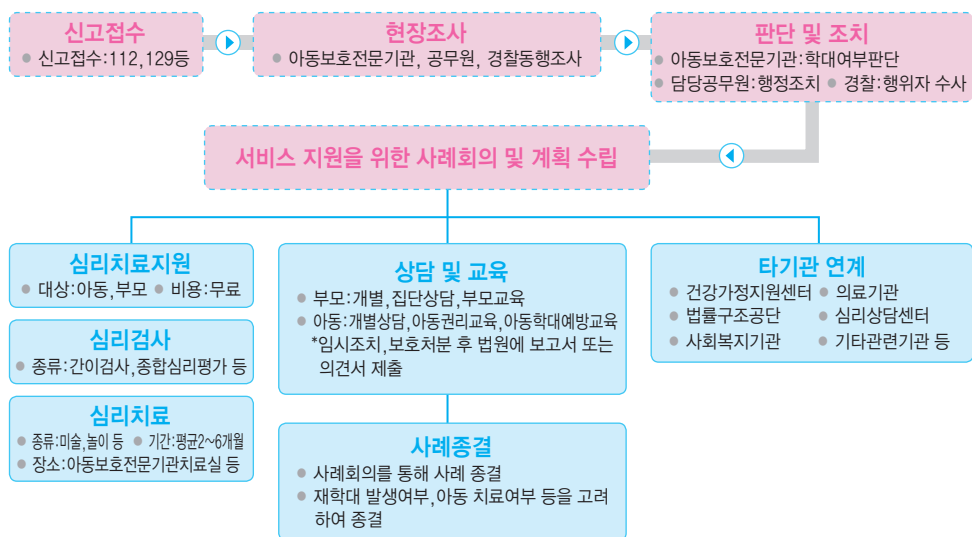 신고접수
● 신고접수:112,129등
현장조사
● 아동보호전문기관, 공무원, 경찰동행조사
판단 및 조치
● 아동보호전문기관:학대여부판단
● 담당공무원:행정조치 ● 경찰:행위자 수사
서비스 지원을 위한 사례회의 및 계획 수립
심리치료지원
● 대상:아동,부모 ● 비용:무료
심리검사
● 종류:간이검사,종합심리평가 등
심리치료
● 종류:미술,놀이 등 ● 기간:평균2~6개월
● 장소:아동보호전문기관치료실 등
상담 및 교육
● 부모:개별,집단상담,부모교육
● 아동:개별상담,아동권리교육,아동학대예방교육
*임시조치,보호처분 후 법원에 보고서 또는
의견서 제출
사례종결
● 사례회의를 통해 사례 종결
● 재학대 발생여부,아동 치료여부 등을 고려
하여 종결
타기관 연계
● 건강가정지원센터 ● 의료기관
● 법률구조공단 ● 심리상담센터
● 사회복지기관 ● 기타관련기관 등